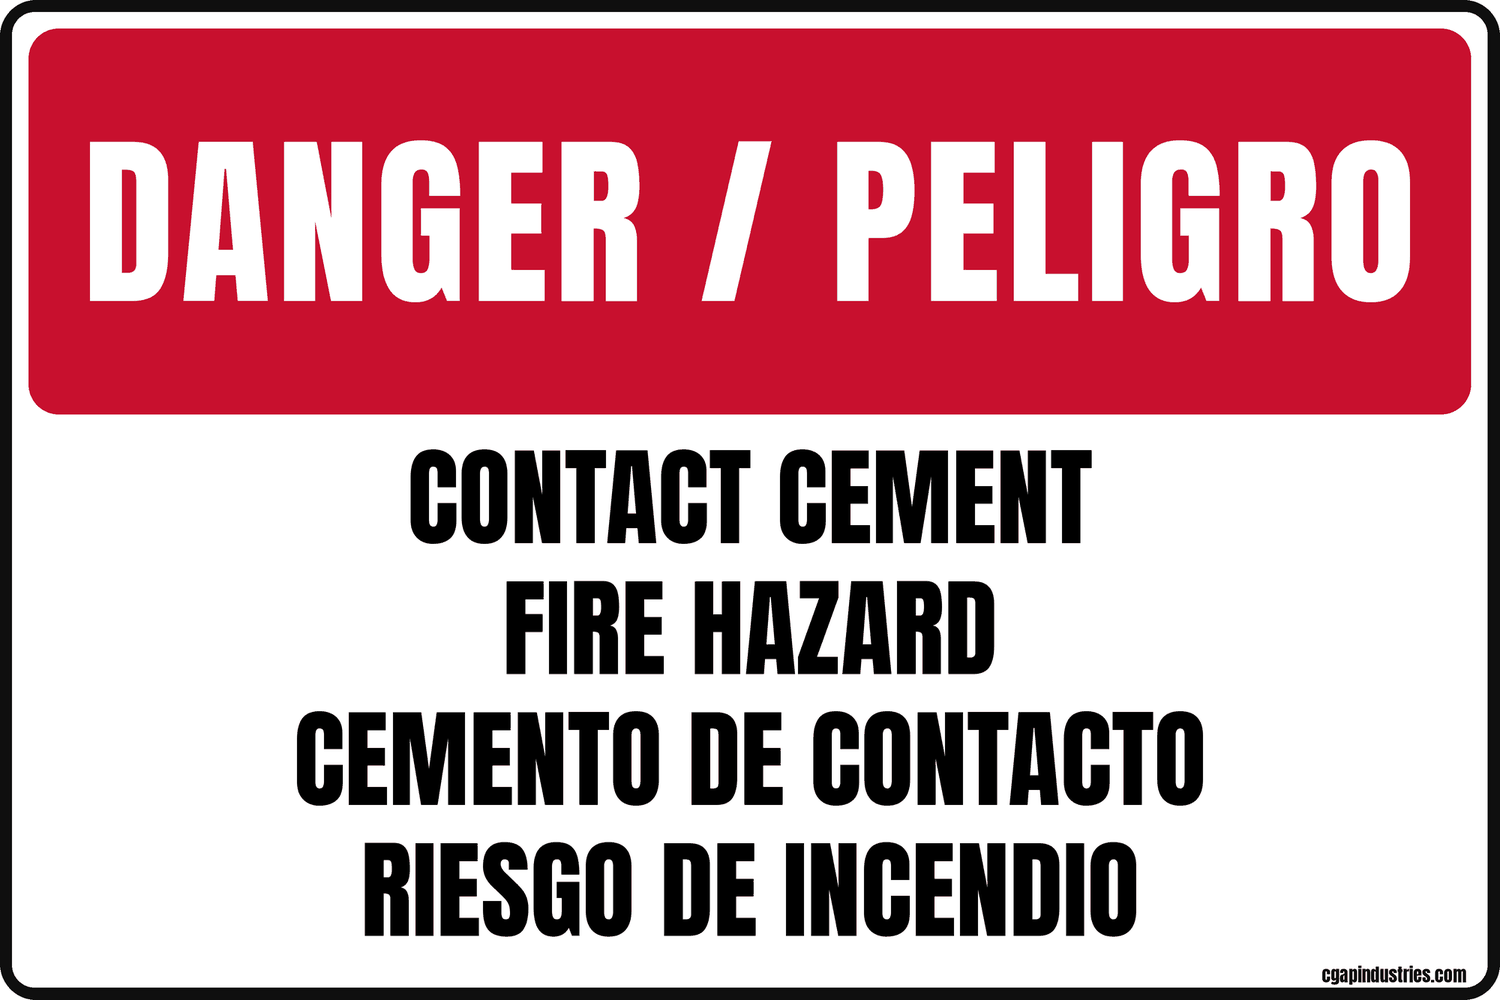 DANGER / PELIGRO
CONTACT CEMENT
FIRE HAZARD
CEMENTO DE CONTACTO
RIESGO DE INCENDIO
cgapindustries.com